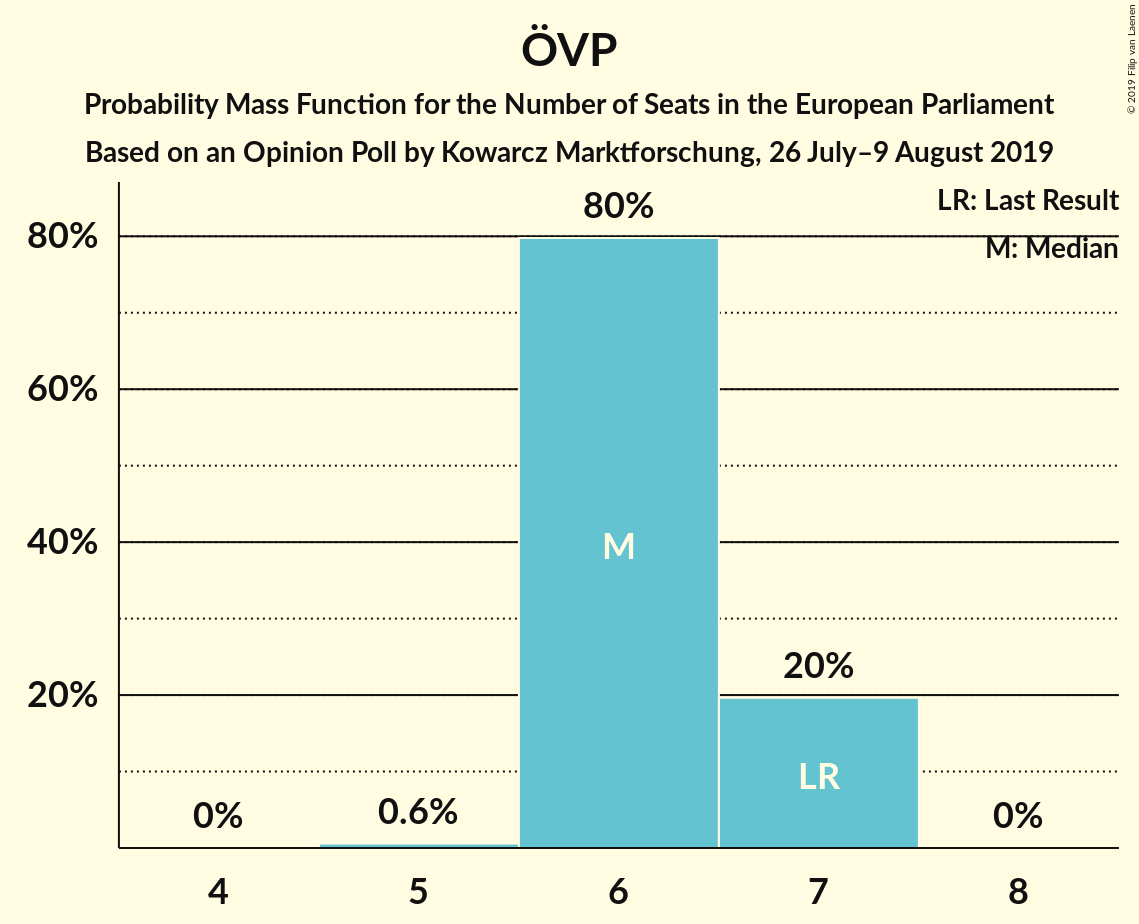 ÖVP
Probability Mass Function for the Number of Seats in the European Parliament
Based on an Opinion Poll by Kowarcz Marktforschung, 26 July–9 August 2019
© 2019 Filip van Laenen
LR: Last Result
M: Median
80%
60%
40%
20%
0%
0.6%
80%
20%
0%
M
LR
4
5
6
7
8